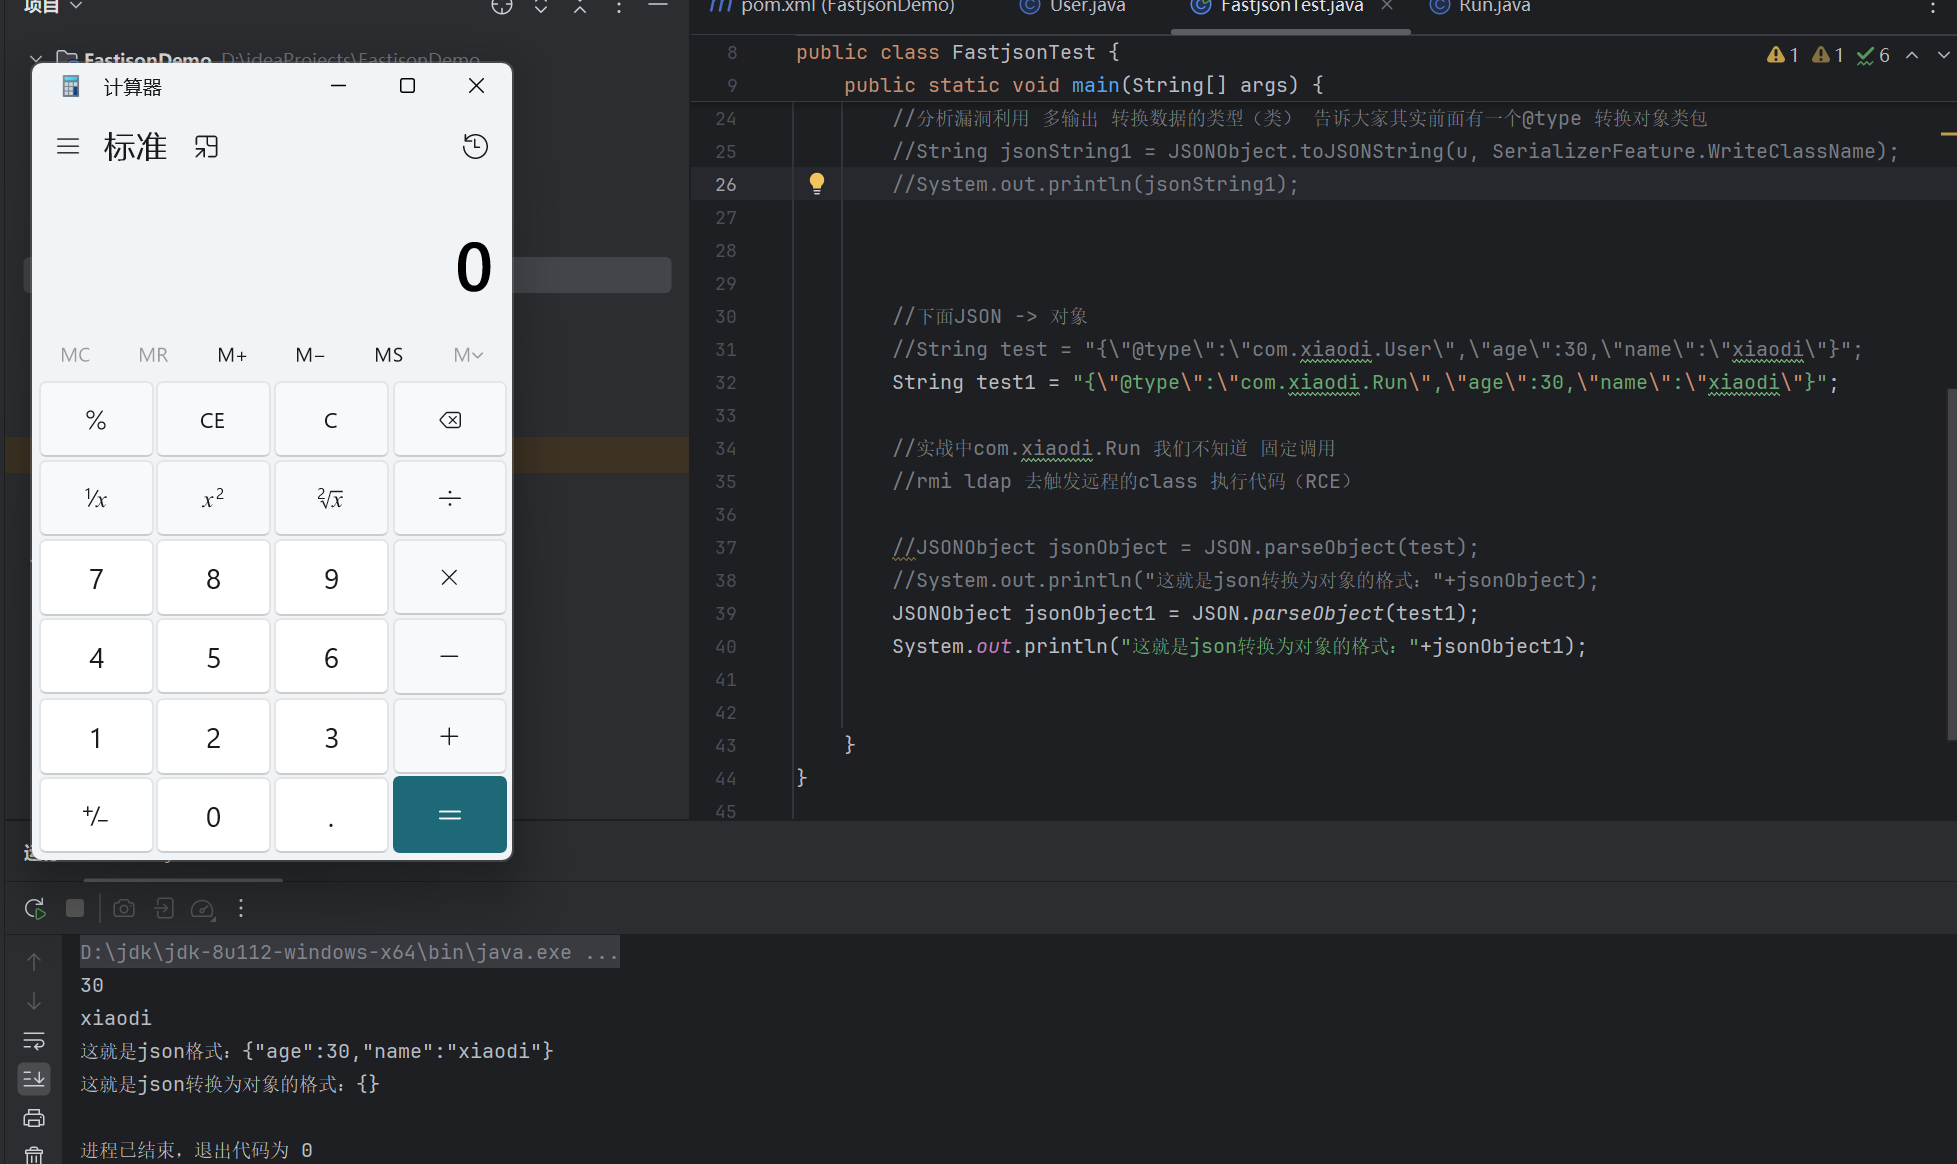 项目
pom.xml (FastjsonDemo)
User.java
FastjsonTest.java
Run.java
FastjsonDemo D:\ideaProjects\FastjsonDemo
计算器
标准
0
MC MR M+ M− MS M
% CE C
¹⁄x x² ²√x ÷
7 8 9 ×
4 5 6 −
1 2 3 +
+/− 0 . =
1 1 6
8 public class FastjsonTest {
9 public static void main(String[] args) {
24 //分析漏洞利用 多输出 转换数据的类型（类） 告诉大家其实前面有一个@type 转换对象类包
25 //String jsonString1 = JSONObject.toJSONString(u, SerializerFeature.WriteClassName);
26 //System.out.println(jsonString1);
27
28
29
30 //下面JSON -> 对象
31 //String test = "{\"@type\":\"com.xiaodi.User\",\"age\":30,\"name\":\"xiaodi\"}";
32 String test1 = "{\"@type\":\"com.xiaodi.Run\",\"age\":30,\"name\":\"xiaodi\"}";
33
34 //实战中com.xiaodi.Run 我们不知道 固定调用
35 //rmi ldap 去触发远程的class 执行代码（RCE）
36
37 //JSONObject jsonObject = JSON.parseObject(test);
38 //System.out.println("这就是json转换为对象的格式："+jsonObject);
39 JSONObject jsonObject1 = JSON.parseObject(test1);
40 System.out.println("这就是json转换为对象的格式："+jsonObject1);
41
42
43 }
44 }
45
D:\jdk\jdk-8u112-windows-x64\bin\java.exe ...
30
xiaodi
这就是json格式：{"age":30,"name":"xiaodi"}
这就是json转换为对象的格式：{}
进程已结束，退出代码为 0